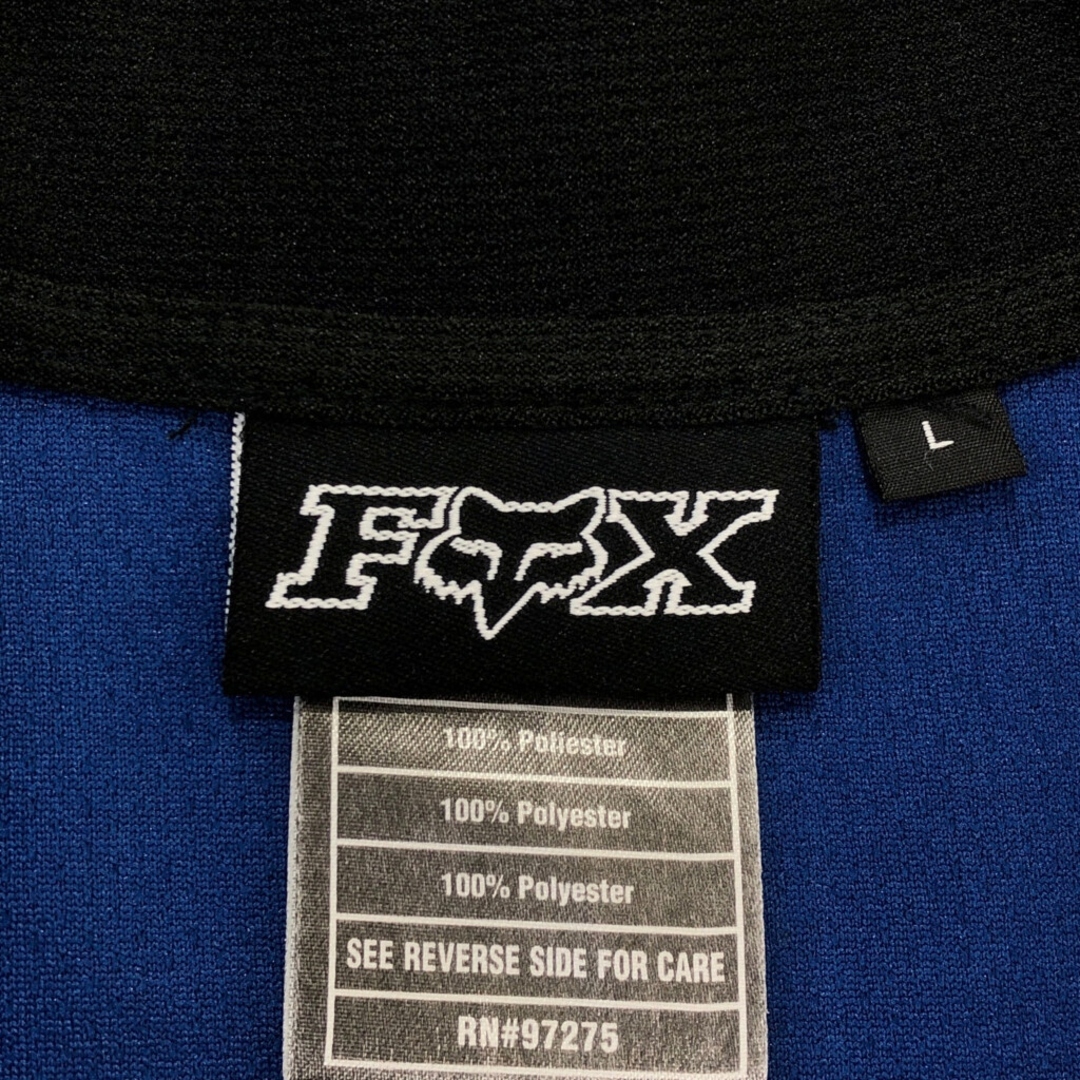 FOX
L
100% Poliester
100% Polyester
100% Polyester
SEE REVERSE SIDE FOR CARE
RN#97275